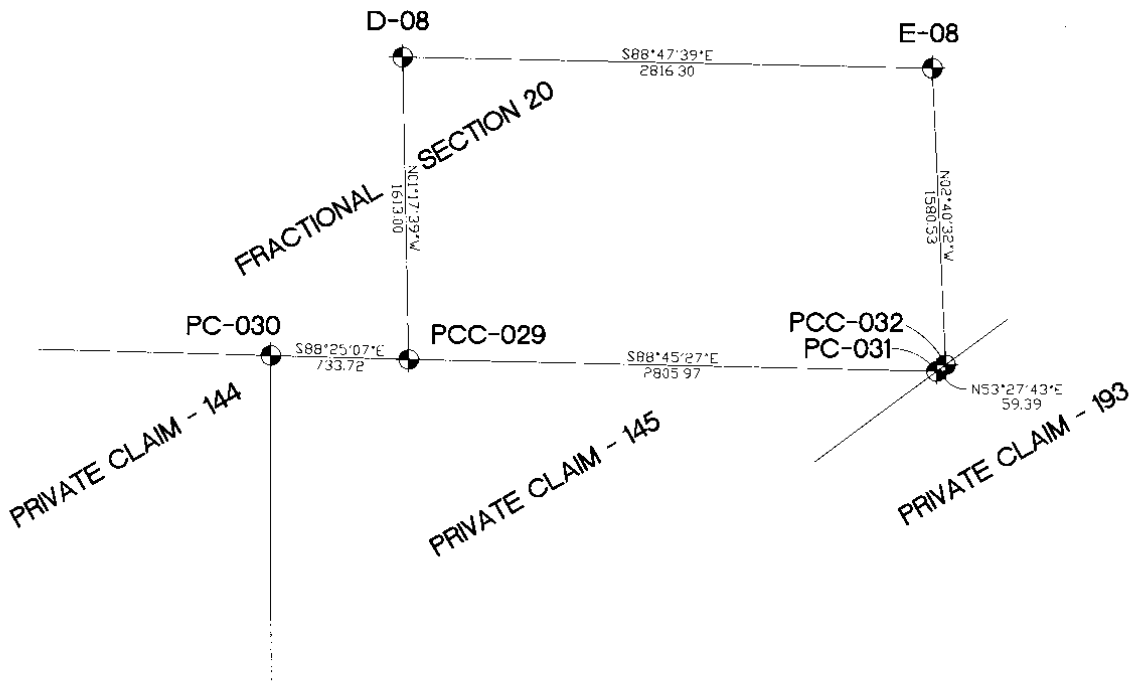 D-08
E-08
S88°47'39"E
2816.30
FRACTIONAL SECTION 20
N01°17'39"W
1613.00
N02°40'32"W
1580.53
PC-030
PCC-029
PCC-032
PC-031
S88°25'07"E
733.72
S88°45'27"E
2805.97
N53°27'43"E
59.39
PRIVATE CLAIM - 144
PRIVATE CLAIM - 145
PRIVATE CLAIM - 193